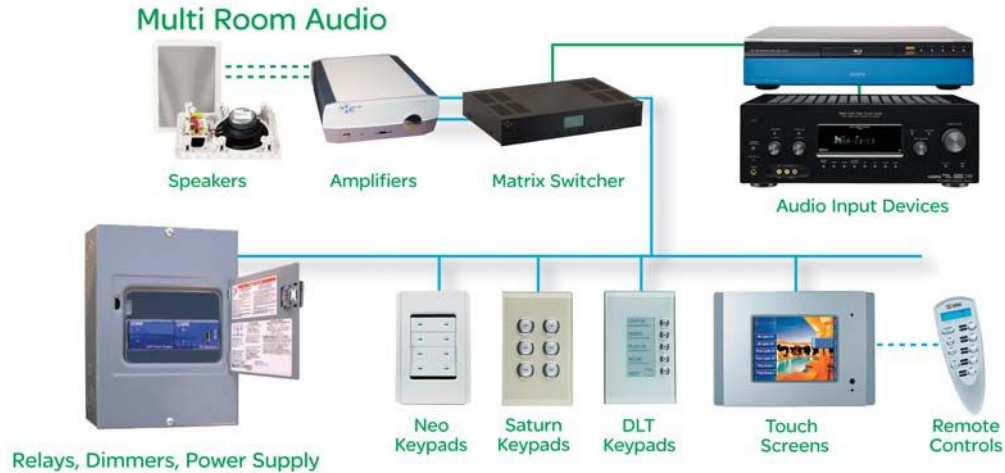 Multi Room Audio
Speakers
Amplifiers
Matrix Switcher
Audio Input Devices
SONY
Neo
Keypads
Saturn
Keypads
DLT
Keypads
Touch
Screens
Remote
Controls
Relays, Dimmers, Power Supply